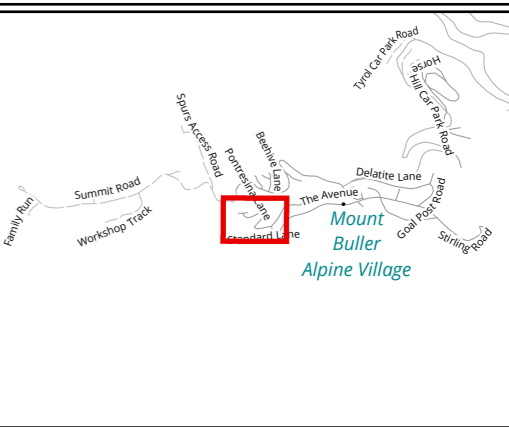 Tyrol Car Park Road
Horse
Hill Car Park Road
Spurs Access Road
Beehive Lane
Pontresina Lane
Delatite Lane
Summit Road
The Avenue
Family Run
Workshop Track
Standard Lane
Goal Post Road
Stirling Road
Mount
Buller
Alpine Village